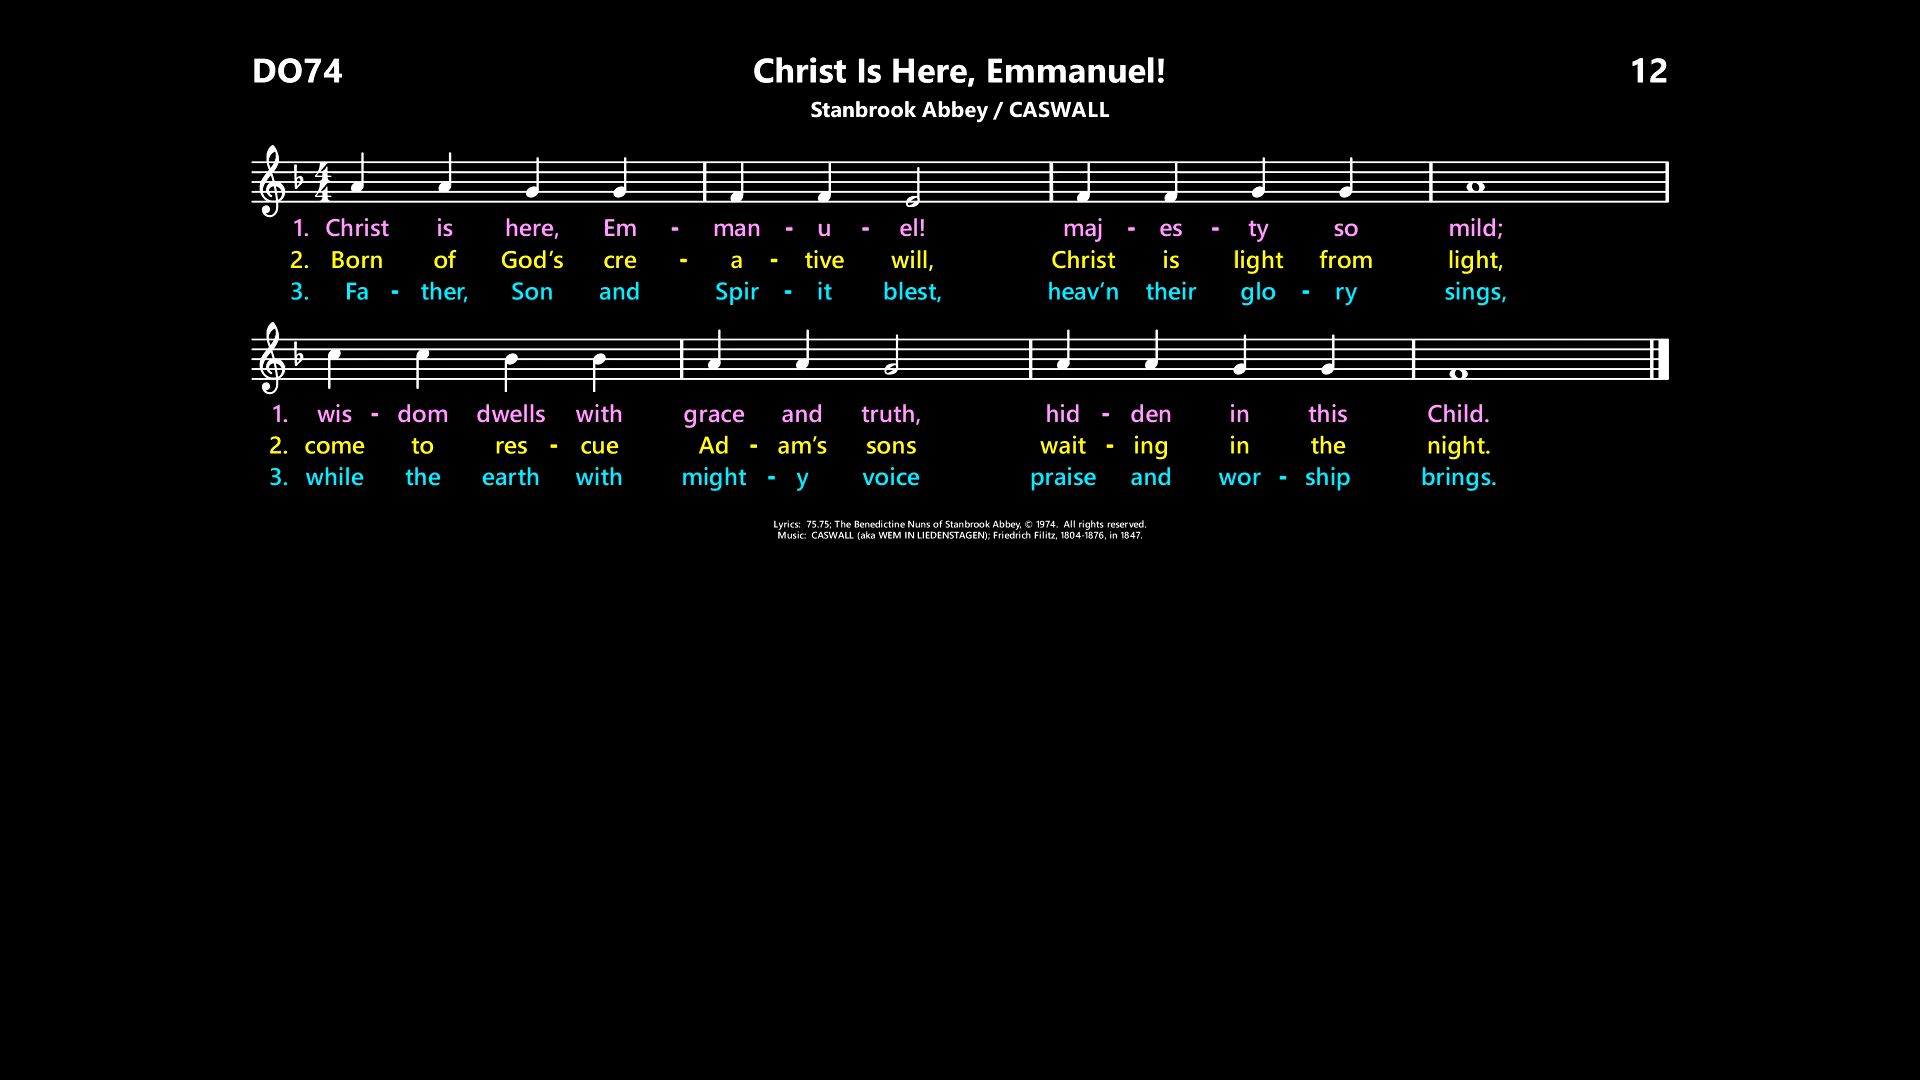 DO74 Christ Is Here, Emmanuel! 12
Stanbrook Abbey / CASWALL
4
4
1. Christ is here, Em - man - u - el! maj - es - ty so mild;
2. Born of God’s cre - a - tive will, Christ is light from light,
3. Fa - ther, Son and Spir - it blest, heav’n their glo - ry sings,
1. wis - dom dwells with grace and truth, hid - den in this Child.
2. come to res - cue Ad - am’s sons wait - ing in the night.
3. while the earth with might - y voice praise and wor - ship brings.
Lyrics: 75.75; The Benedictine Nuns of Stanbrook Abbey, © 1974. All rights reserved.
Music: CASWALL (aka WEM IN LIEDENSTAGEN); Friedrich Filitz, 1804-1876, in 1847.